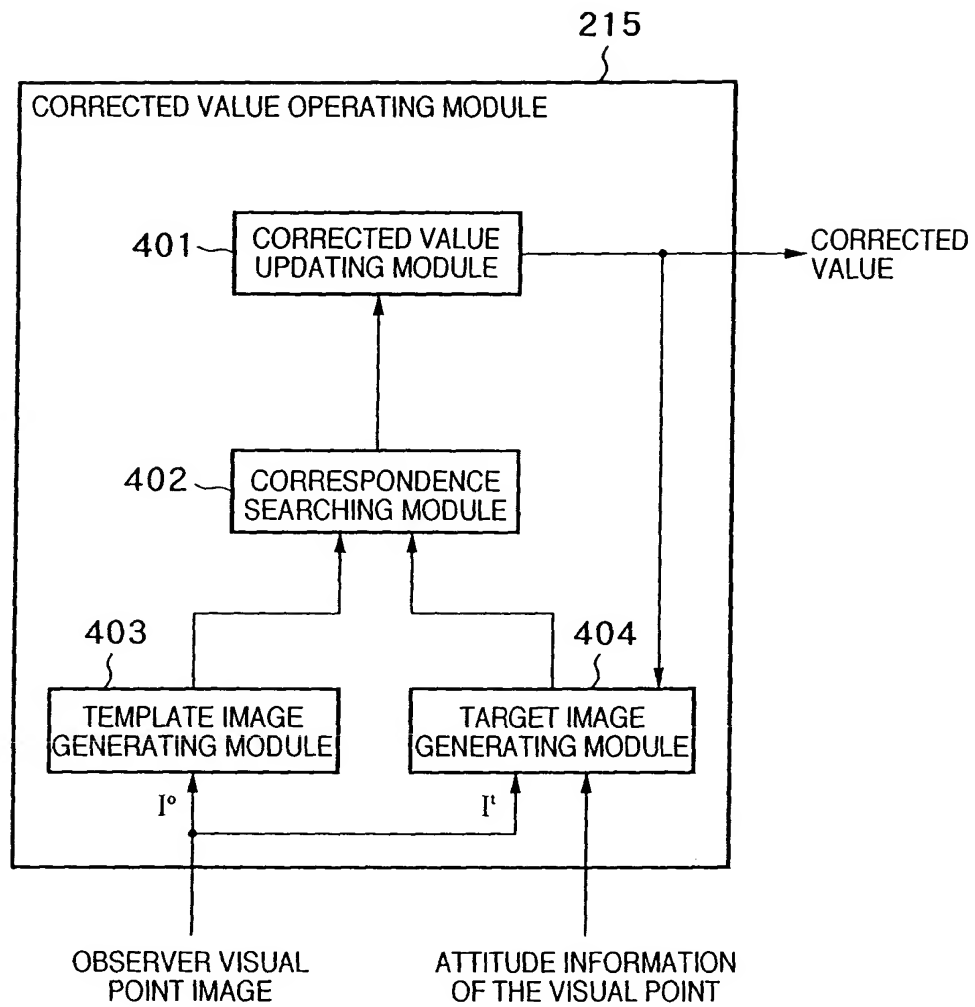 215
CORRECTED VALUE OPERATING MODULE
401
CORRECTED VALUE
UPDATING MODULE
CORRECTED
VALUE
402
CORRESPONDENCE
SEARCHING MODULE
403
404
TEMPLATE IMAGE
GENERATING MODULE
TARGET IMAGE
GENERATING MODULE
I⁰
Iᵗ
OBSERVER VISUAL
POINT IMAGE
ATTITUDE INFORMATION
OF THE VISUAL POINT